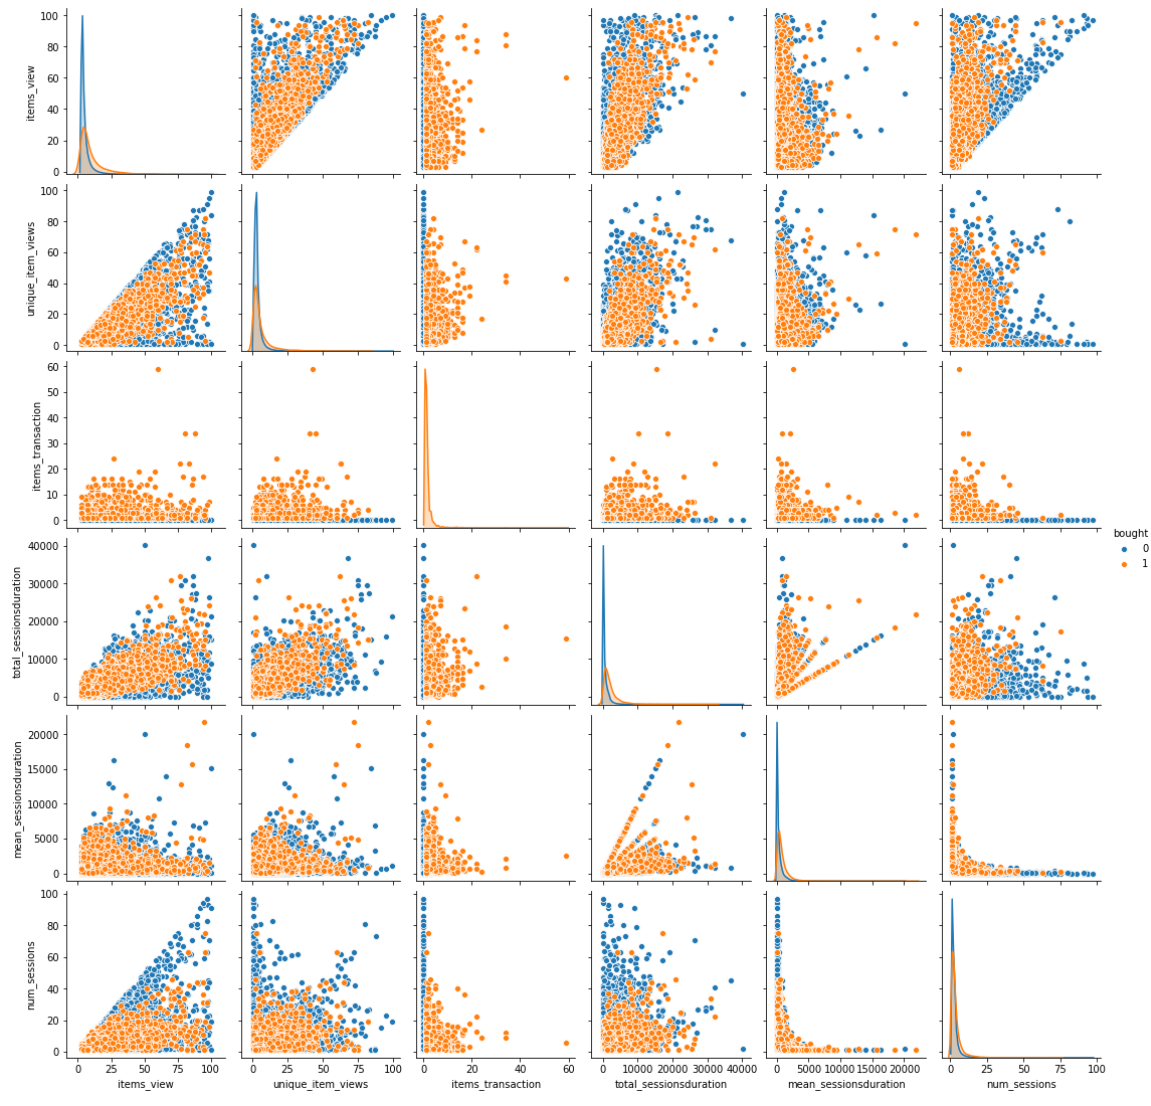 100
80
60
40
20
0
items_view
100
80
60
40
20
0
unique_item_views
60
50
40
30
20
10
0
items_transaction
bought
0
1
40000
30000
20000
10000
0
total_sessionsduration
20000
15000
10000
5000
0
mean_sessionsduration
100
80
60
40
20
0
num_sessions
0 25 50 75 100
0 25 50 75 100
0 20 40 60
0 10000 20000 30000 40000
0 5000 10000 15000 20000
0 25 50 75 100
items_view
unique_item_views
items_transaction
total_sessionsduration
mean_sessionsduration
num_sessions